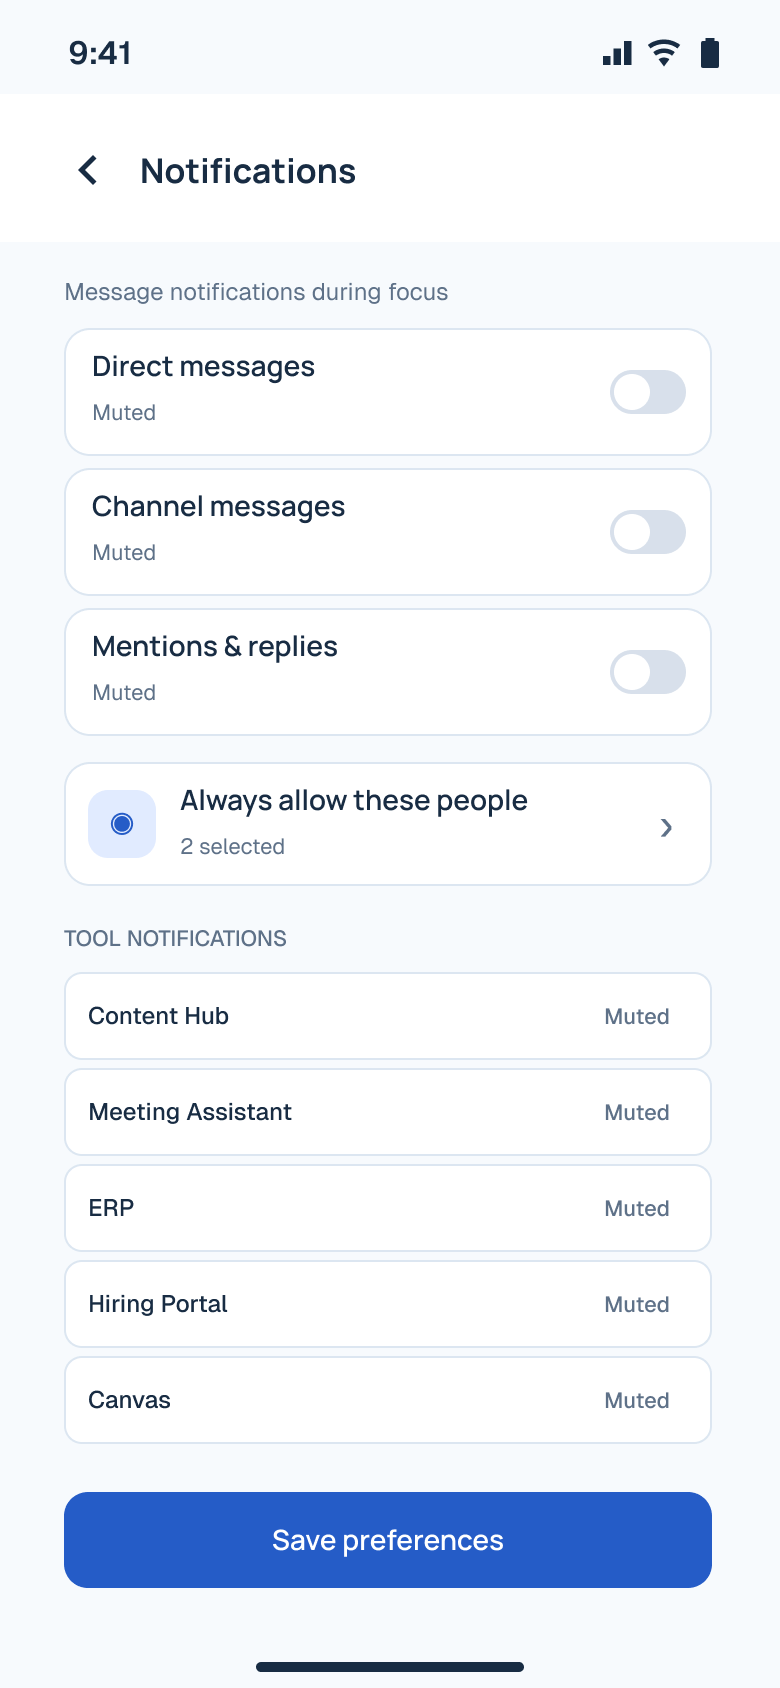 9:41
Notifications
Message notifications during focus
Direct messages
Muted
Channel messages
Muted
Mentions & replies
Muted
Always allow these people
2 selected
TOOL NOTIFICATIONS
Content Hub Muted
Meeting Assistant Muted
ERP Muted
Hiring Portal Muted
Canvas Muted
Save preferences